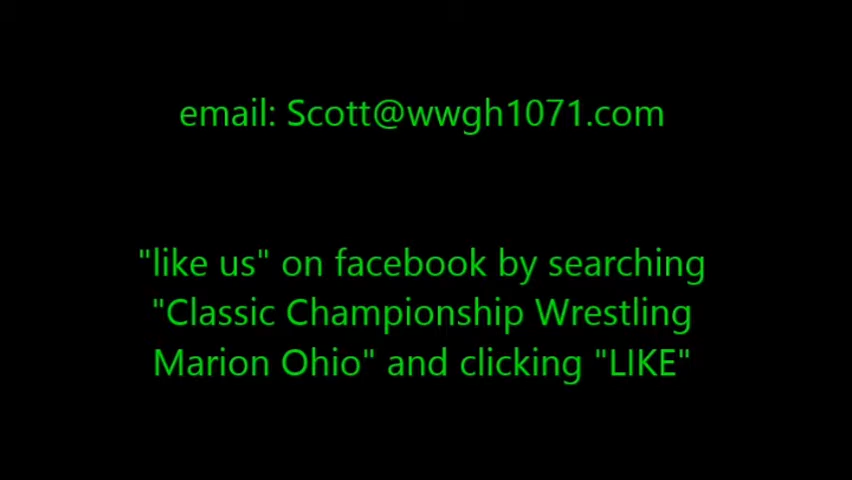 email: Scott@wwgh1071.com
"like us" on facebook by searching
"Classic Championship Wrestling
Marion Ohio" and clicking "LIKE"